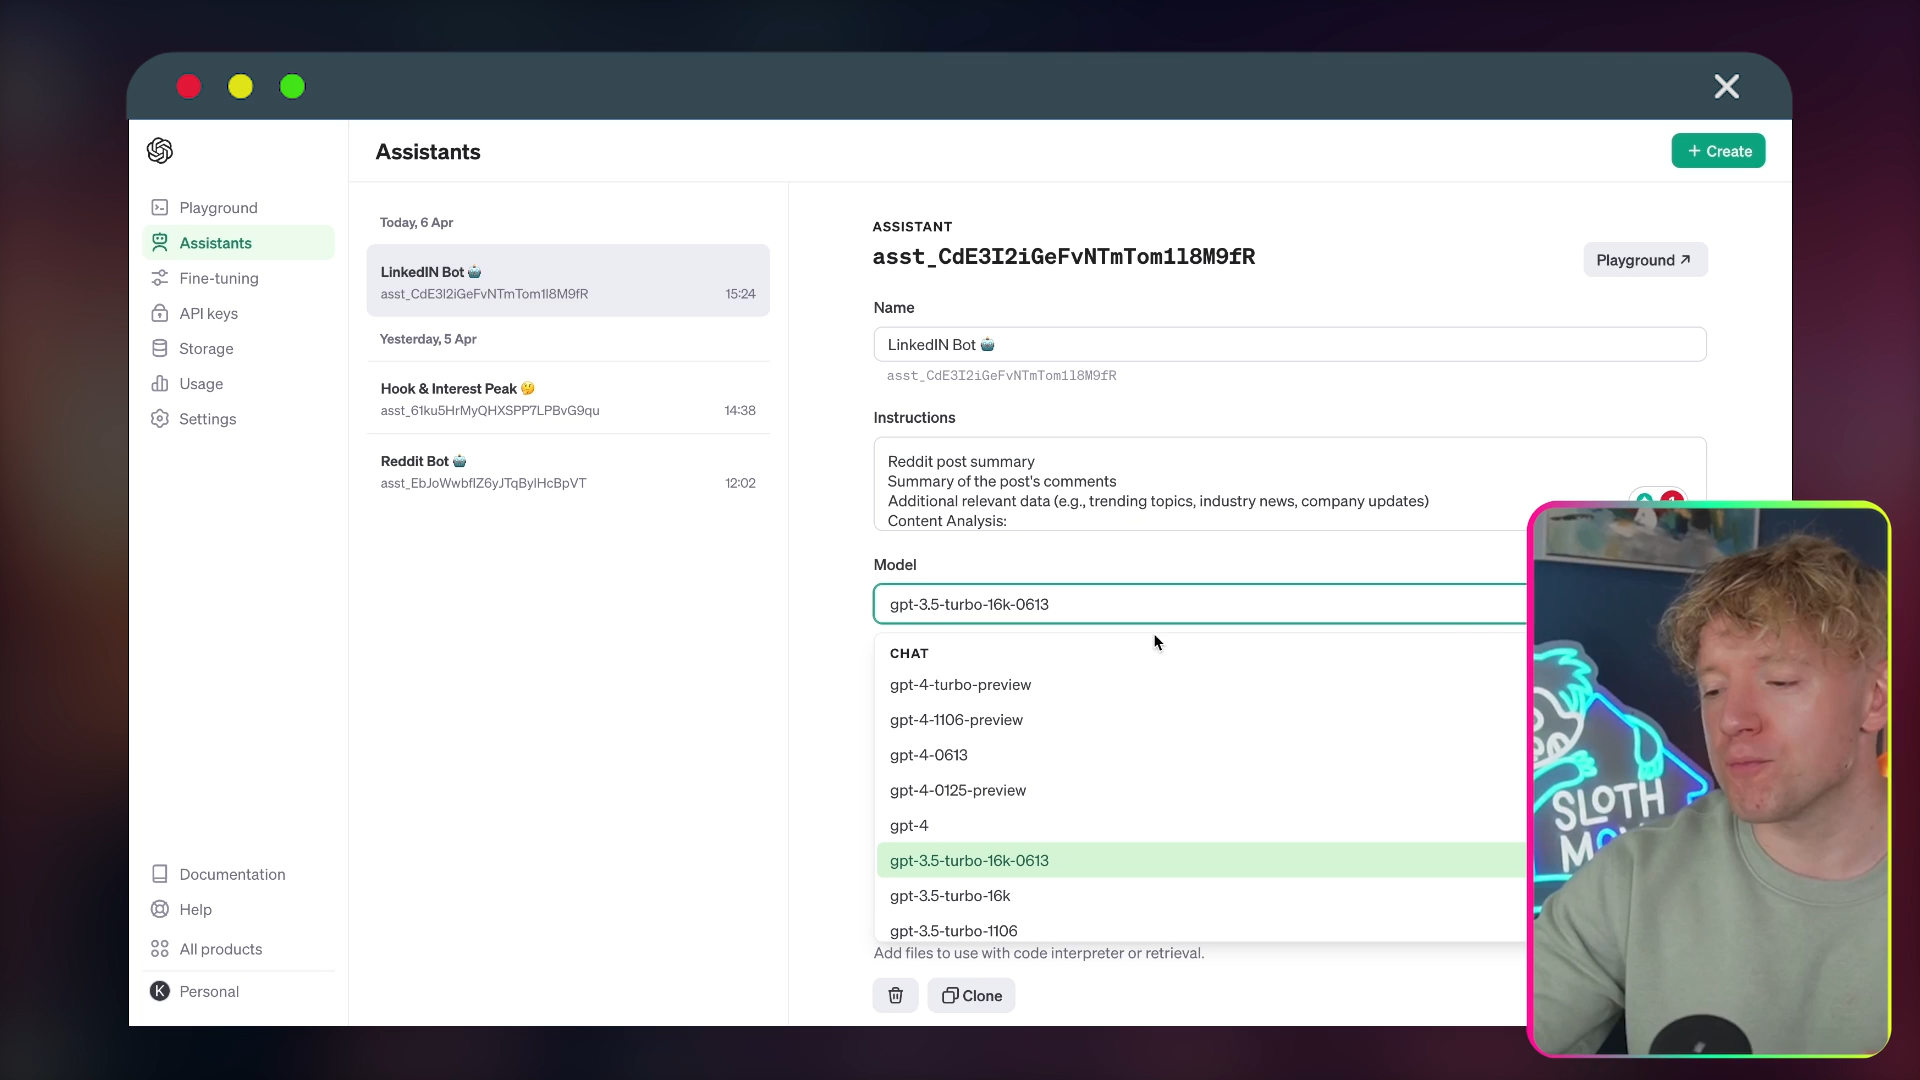 Assistants
+ Create
Playground
Assistants
Fine-tuning
API keys
Storage
Usage
Settings
Documentation
Help
All products
K Personal
Today, 6 Apr
LinkedIN Bot 🤖
asst_CdE3I2iGeFvNTmTom1l8M9fR
15:24
Yesterday, 5 Apr
Hook & Interest Peak 🤔
asst_61ku5HrMyQHXSPP7LPBvG9qu
14:38
Reddit Bot 🤖
asst_EbJoWwbflZ6yJTqBylHcBpVT
12:02
ASSISTANT
asst_CdE3I2iGeFvNTmTom1l8M9fR
Playground ↗
Name
LinkedIN Bot 🤖
asst_CdE3I2iGeFvNTmTom1l8M9fR
Instructions
Reddit post summary
Summary of the post's comments
Additional relevant data (e.g., trending topics, industry news, company updates)
Content Analysis:
Model
gpt-3.5-turbo-16k-0613
CHAT
gpt-4-turbo-preview
gpt-4-1106-preview
gpt-4-0613
gpt-4-0125-preview
gpt-4
gpt-3.5-turbo-16k-0613
gpt-3.5-turbo-16k
gpt-3.5-turbo-1106
Add files to use with code interpreter or retrieval.
Clone
SLOTH